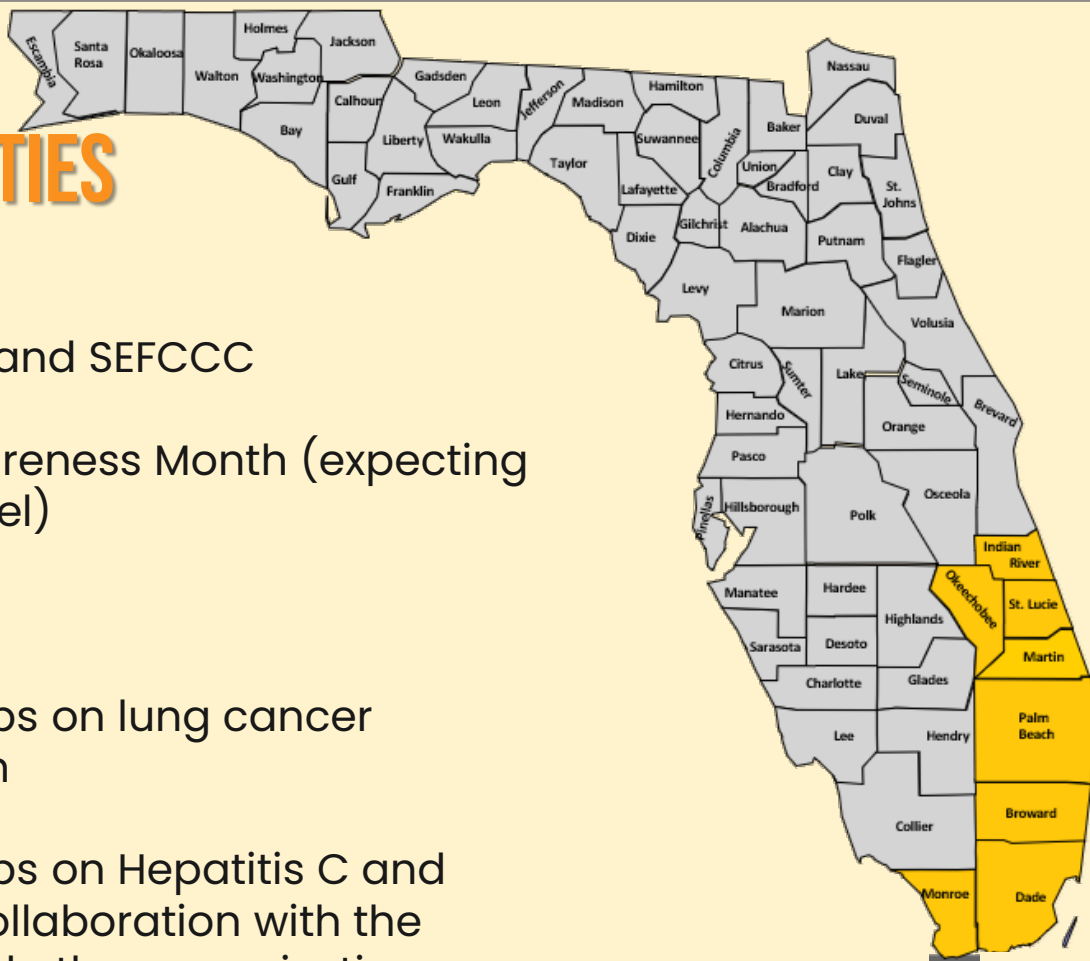 TIES
and SEFCCC
reness Month (expecting
el)
ps on lung cancer
n
ps on Hepatitis C and
ollaboration with the
Escambia
Santa
Rosa
Okaloosa
Walton
Holmes
Washington
Jackson
Bay
Calhoun
Gulf
Liberty
Franklin
Gadsden
Leon
Wakulla
Jefferson
Madison
Taylor
Hamilton
Suwannee
Lafayette
Columbia
Dixie
Gilchrist
Baker
Union
Bradford
Alachua
Nassau
Duval
Clay
St.
Johns
Putnam
Flagler
Levy
Marion
Volusia
Citrus
Sumter
Lake
Seminole
Brevard
Hernando
Orange
Pasco
Osceola
Pinellas
Hillsborough
Polk
Indian
River
Manatee
Hardee
Highlands
Okeechobee
St. Lucie
Sarasota
Desoto
Martin
Charlotte
Glades
Lee
Hendry
Palm
Beach
Collier
Broward
Monroe
Dade